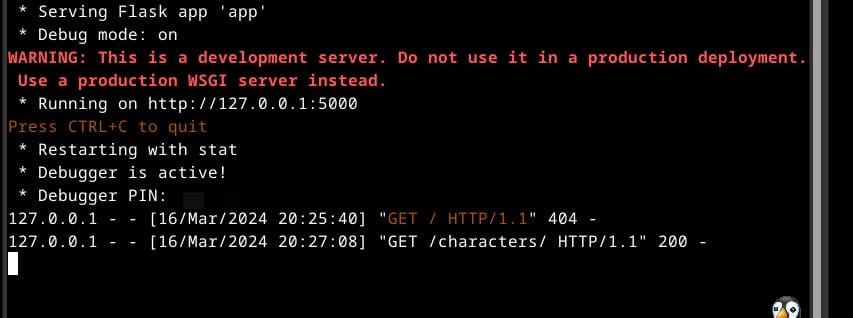 * Serving Flask app 'app'
* Debug mode: on
WARNING: This is a development server. Do not use it in a production deployment.
Use a production WSGI server instead.
* Running on http://127.0.0.1:5000
Press CTRL+C to quit
* Restarting with stat
* Debugger is active!
* Debugger PIN:
127.0.0.1 - - [16/Mar/2024 20:25:40] "GET / HTTP/1.1" 404 -
127.0.0.1 - - [16/Mar/2024 20:27:08] "GET /characters/ HTTP/1.1" 200 -